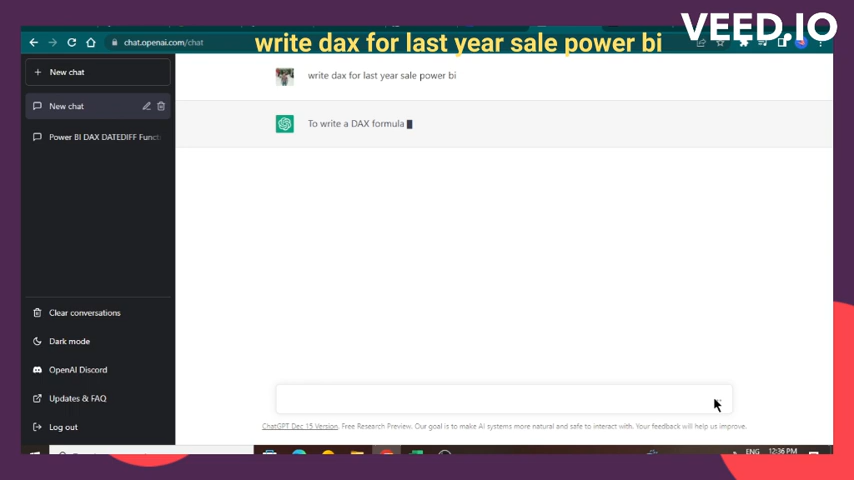 VEED.IO
write dax for last year sale power bi
chat.openai.com/chat
New chat
write dax for last year sale power bi
New chat
To write a DAX formula
Power BI DAX DATEDIFF Funct
Clear conversations
Dark mode
OpenAI Discord
Updates & FAQ
Log out
ChatGPT Dec 15 Version. Free Research Preview. Our goal is to make AI systems more natural and safe to interact with. Your feedback will help us improve.
ENG
12:36 PM